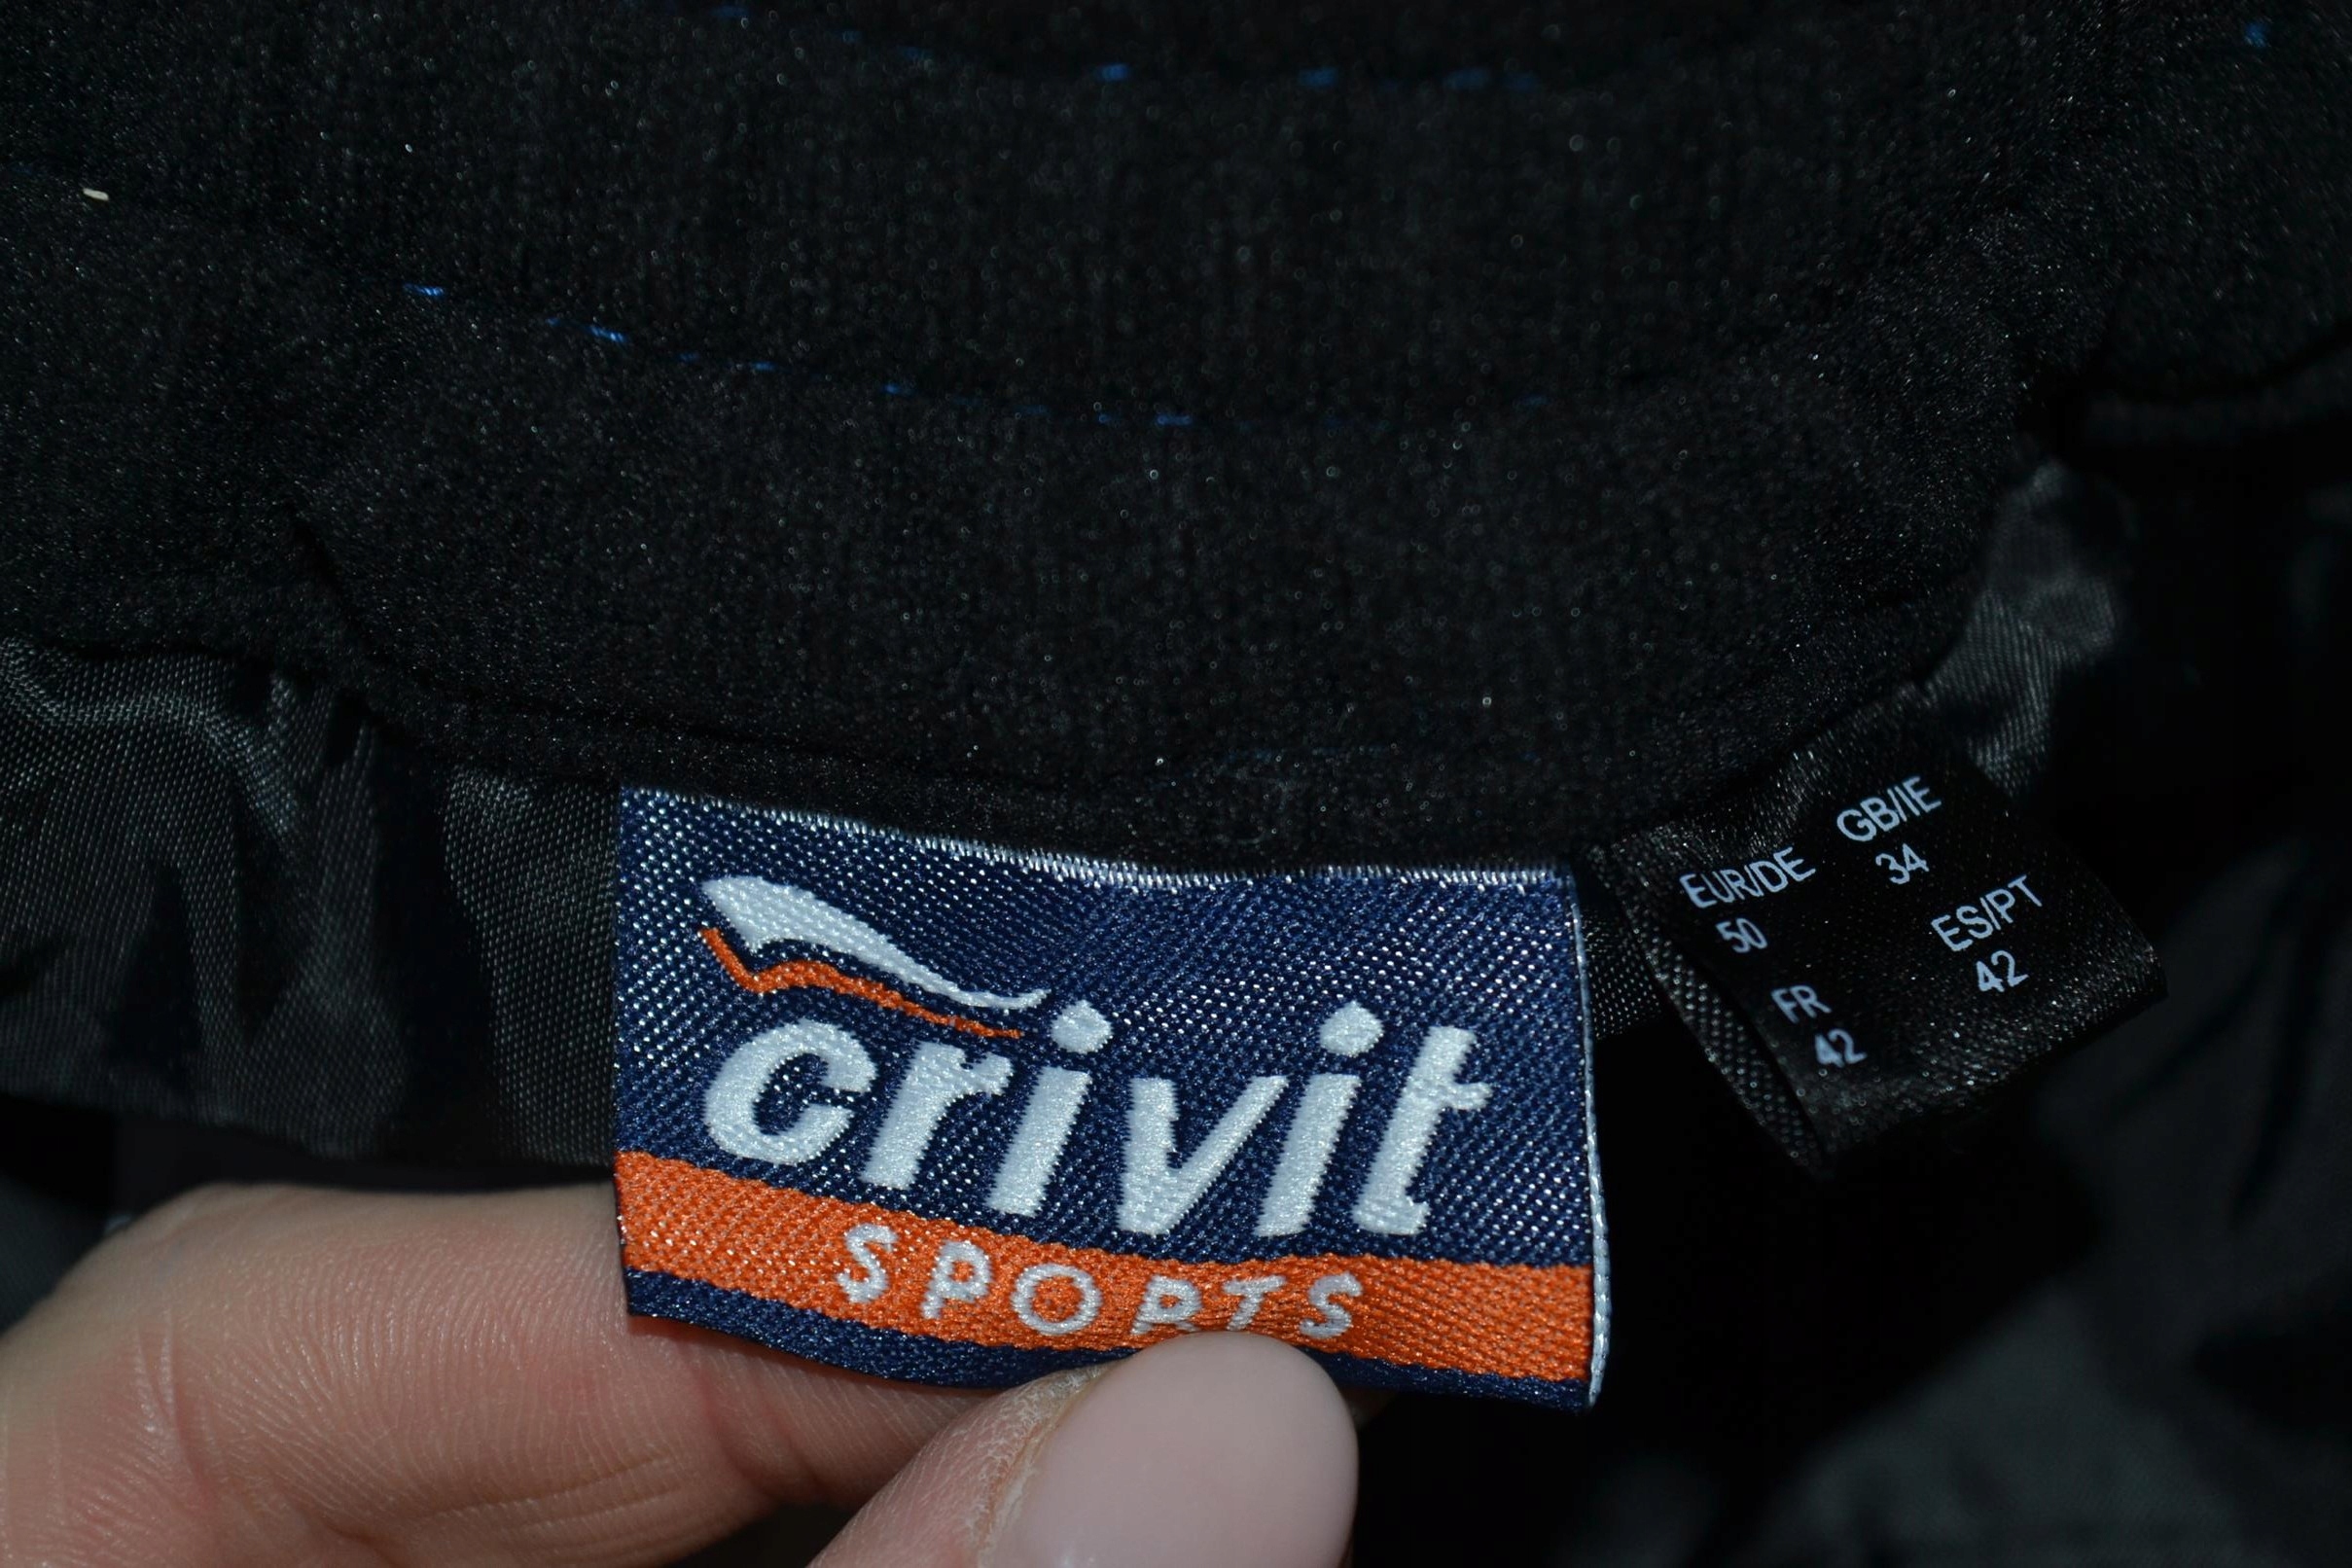 crivit
SPORTS
EUR/DE
50
GB/IE
34
FR
42
ES/PT
42